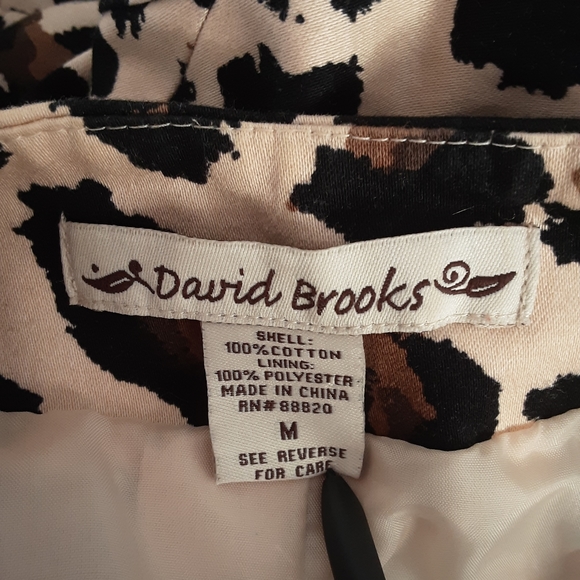 David Brooks
SHELL:
100% COTTON
LINING:
100% POLYESTER
MADE IN CHINA
RN#88820
M
SEE REVERSE
FOR CARE